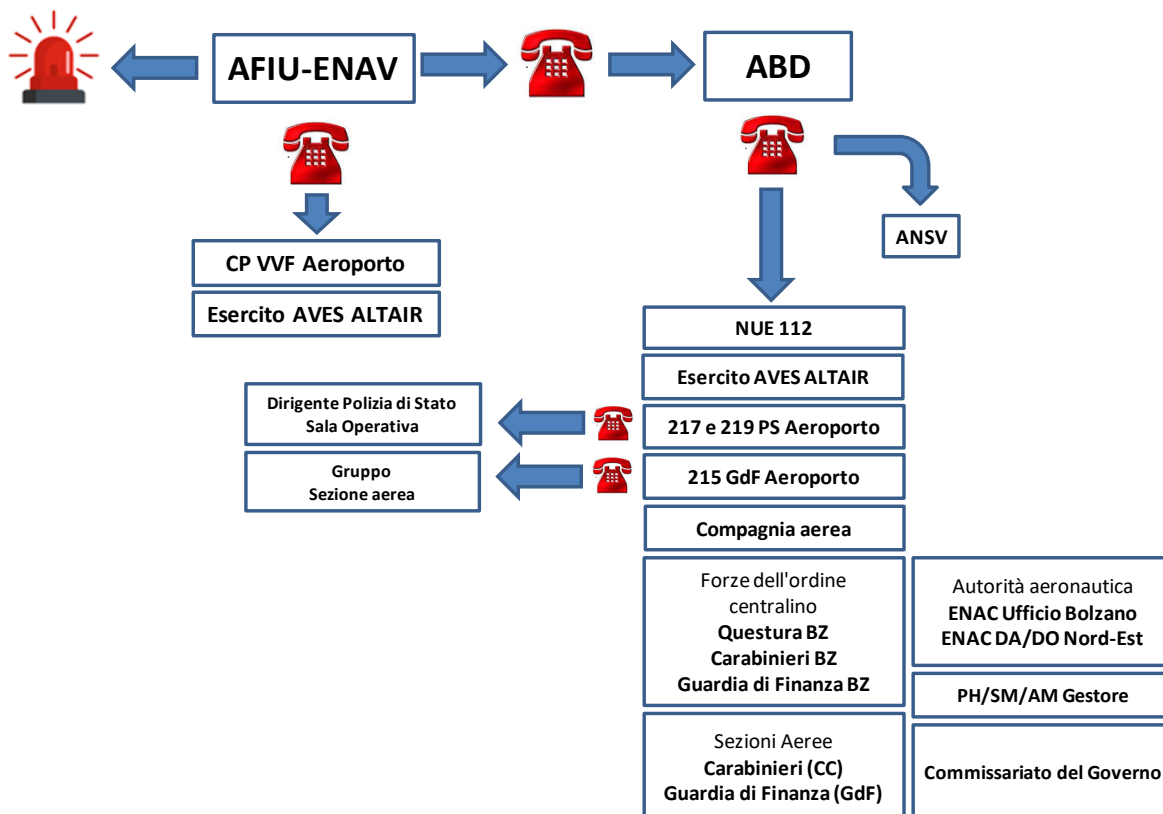 AFIU-ENAV
ABD
ANSV
CP VVF Aeroporto
Esercito AVES ALTAIR
NUE 112
Esercito AVES ALTAIR
Dirigente Polizia di Stato
Sala Operativa
217 e 219 PS Aeroporto
Gruppo
Sezione aerea
215 GdF Aeroporto
Compagnia aerea
Forze dell'ordine
centralino
Questura BZ
Carabinieri BZ
Guardia di Finanza BZ
Autorità aeronautica
ENAC Ufficio Bolzano
ENAC DA/DO Nord-Est
PH/SM/AM Gestore
Sezioni Aeree
Carabinieri (CC)
Guardia di Finanza (GdF)
Commissariato del Governo